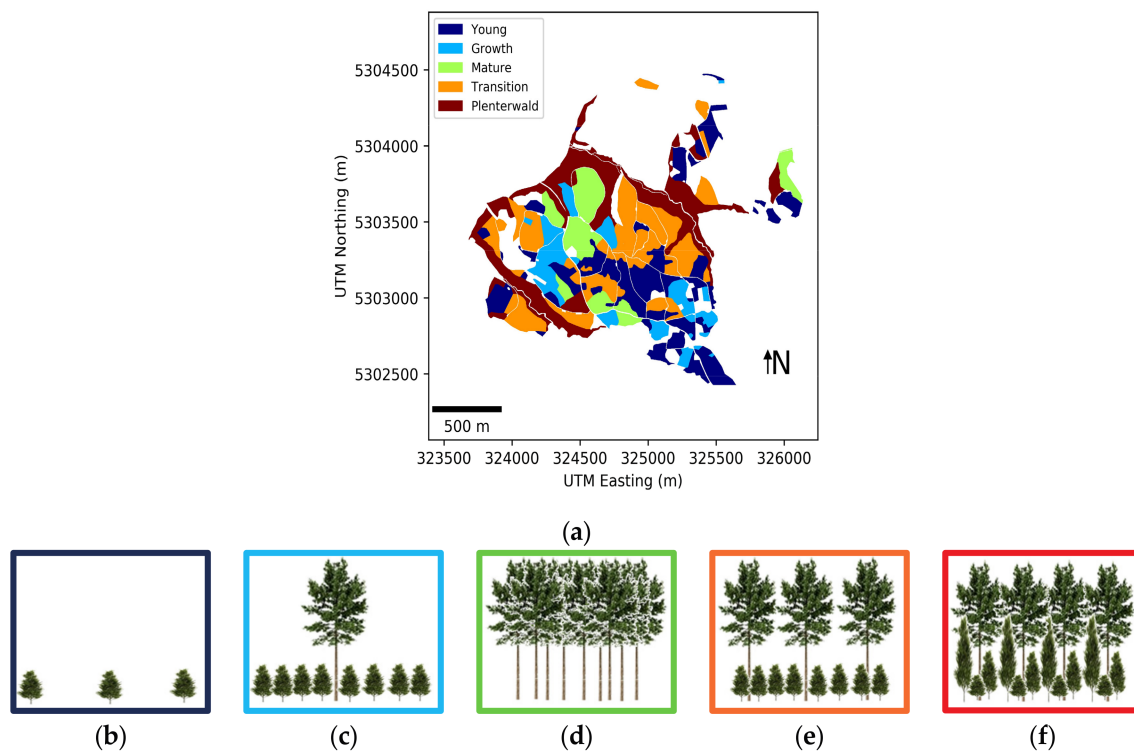 Young
Growth
Mature
Transition
Plenterwald
UTM Northing (m)
5304500
5304000
5303500
5303000
5302500
N
500 m
323500 324000 324500 325000 325500 326000
UTM Easting (m)
(a)
(b) (c) (d) (e) (f)